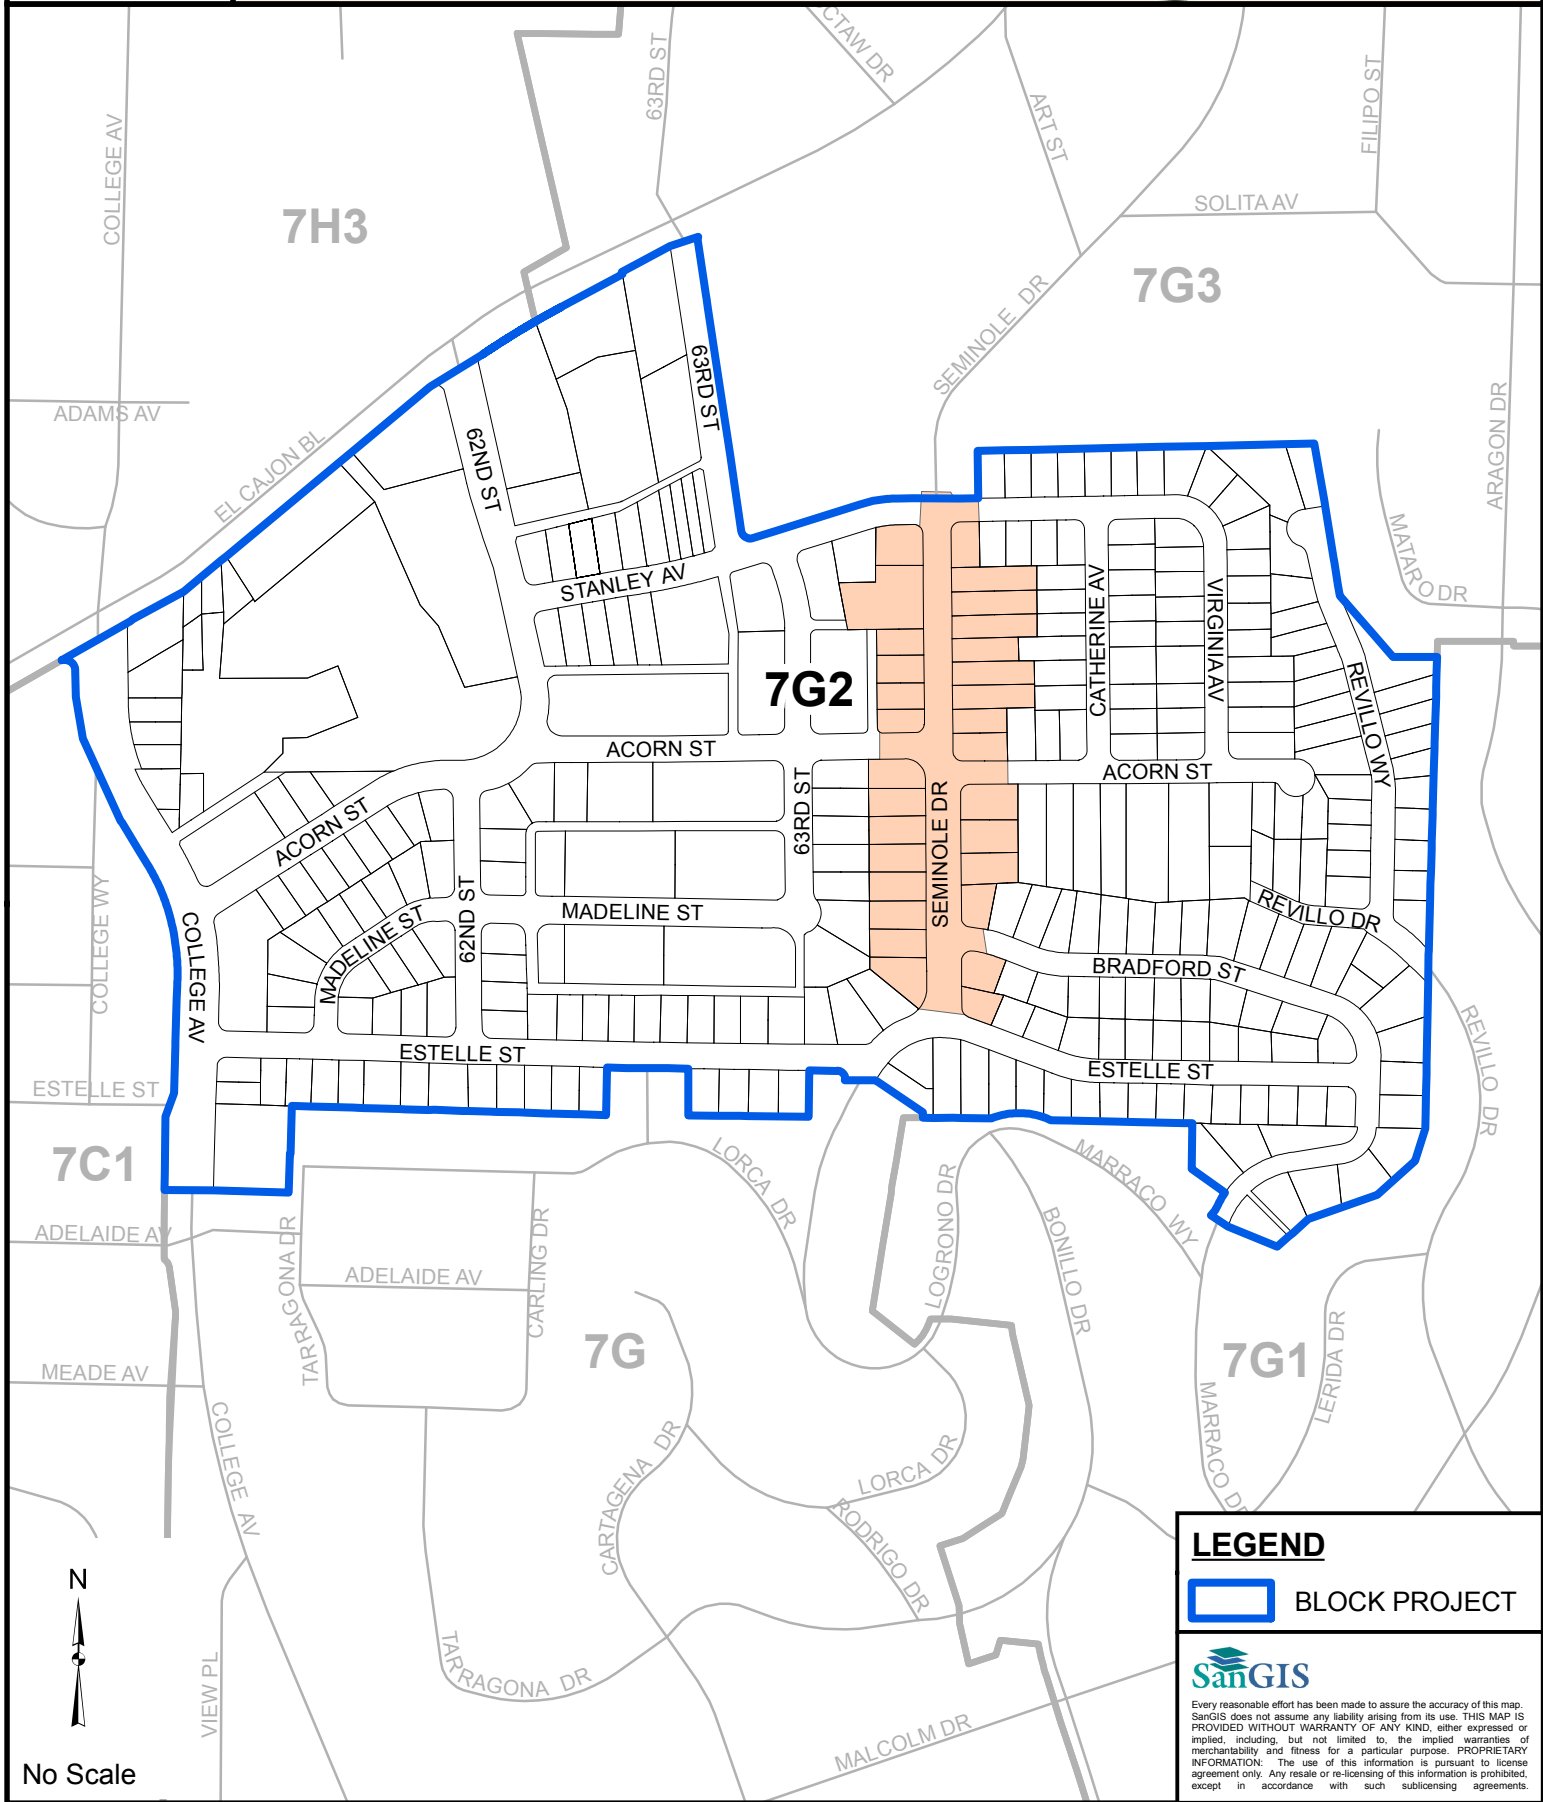 63RD ST
ART ST
FILIPO ST
COLLEGE AV
SOLITA AV
7H3
7G3
SEMINOLE DR
63RD ST
ADAMS AV
EL CAJON BL
62ND ST
ARAGON DR
MATARO DR
STANLEY AV
CATHERINE AV
VIRGINIA AV
7G2
REVILLO WY
ACORN ST
ACORN ST
63RD ST
SEMINOLE DR
ACORN ST
COLLEGE WY
62ND ST
MADELINE ST
MADELINE ST
REVILLO DR
COLLEGE AV
BRADFORD ST
REVILLO DR
ESTELLE ST
ESTELLE ST
ESTELLE ST
7C1
LORCA DR
LOGRONO DR
MARRACO WY
BONILLO DR
ADELAIDE AV
TARRAGONA DR
ADELAIDE AV
CARLING DR
7G
7G1
LERIDA DR
MEADE AV
COLLEGE AV
CARTAGENA DR
LORCA DR
MARRACO DR
RODRIGO DR
TARRAGONA DR
VIEW PL
MALCOLM DR
N
No Scale
LEGEND
BLOCK PROJECT
SanGIS
Every reasonable effort has been made to assure the accuracy of this map.
SanGIS does not assume any liability arising from its use. THIS MAP IS
PROVIDED WITHOUT WARRANTY OF ANY KIND, either expressed or
implied, including, but not limited to, the implied warranties of
merchantability and fitness for a particular purpose. PROPRIETARY
INFORMATION: The use of this information is pursuant to license
agreement only. Any resale or re-licensing of this information is prohibited,
except in accordance with such sublicensing agreements.